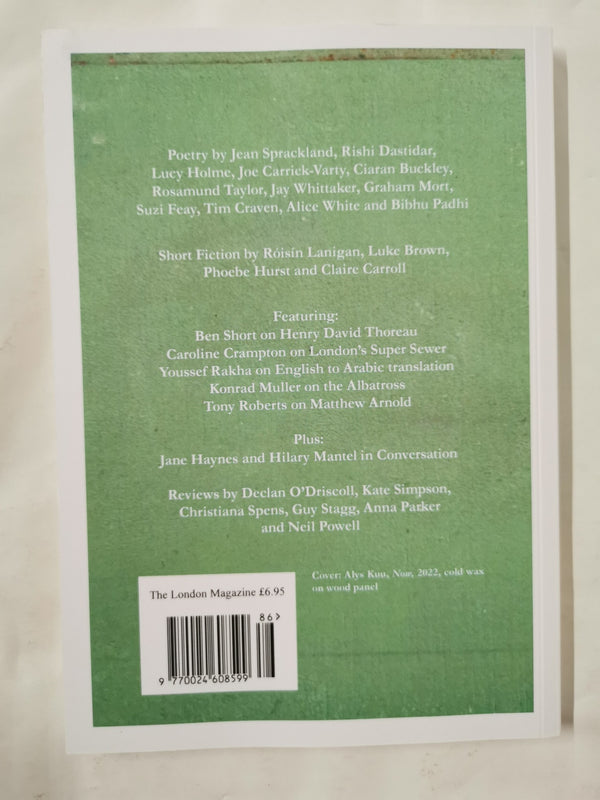 Poetry by Jean Sprackland, Rishi Dastidar,
Lucy Holme, Joe Carrick-Varty, Ciaran Buckley,
Rosamund Taylor, Jay Whittaker, Graham Mort,
Suzi Feay, Tim Craven, Alice White and Bibhu Padhi
Short Fiction by Róisín Lanigan, Luke Brown,
Phoebe Hurst and Claire Carroll
Featuring:
Ben Short on Henry David Thoreau
Caroline Crampton on London's Super Sewer
Youssef Rakha on English to Arabic translation
Konrad Muller on the Albatross
Tony Roberts on Matthew Arnold
Plus:
Jane Haynes and Hilary Mantel in Conversation
Reviews by Declan O'Driscoll, Kate Simpson,
Christiana Spens, Guy Stagg, Anna Parker
and Neil Powell
Cover: Alys Kuu, Now, 2022, cold wax
on wood panel
The London Magazine £6.95
86>
9 770024 608599